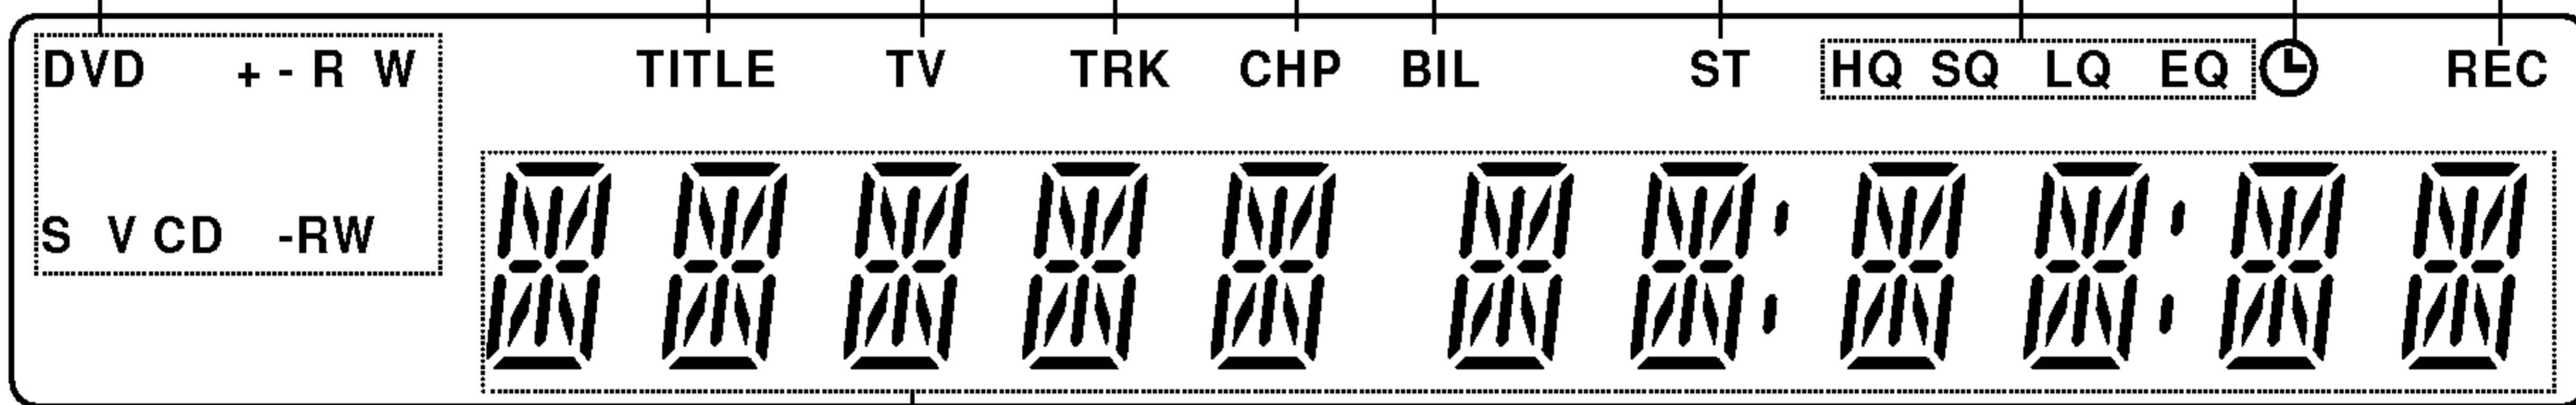 DVD + - R W TITLE TV TRK CHP BIL ST HQ SQ LQ EQ REC
S V CD -RW